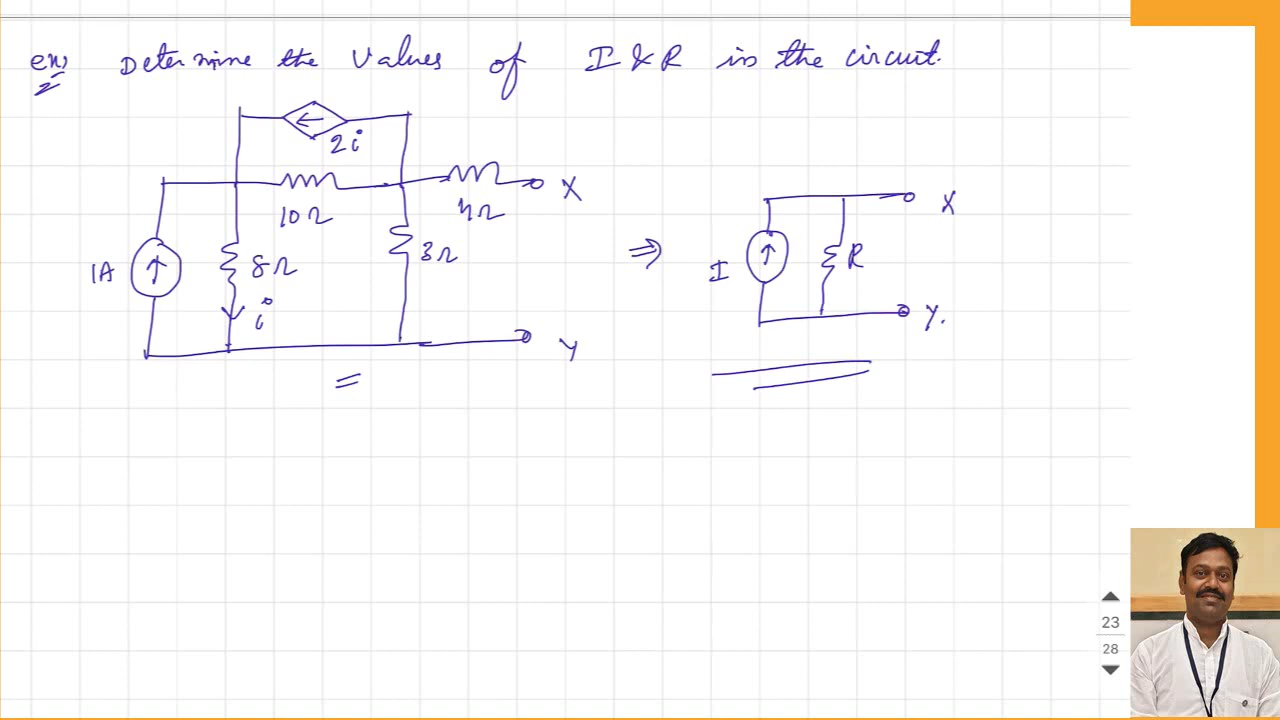 ex) Determine the values of I & R in the circuit.
2i
X
10Ω
4Ω
X
1A
8Ω
3Ω
⇒
I
R
i
Y
Y.
=
23
28